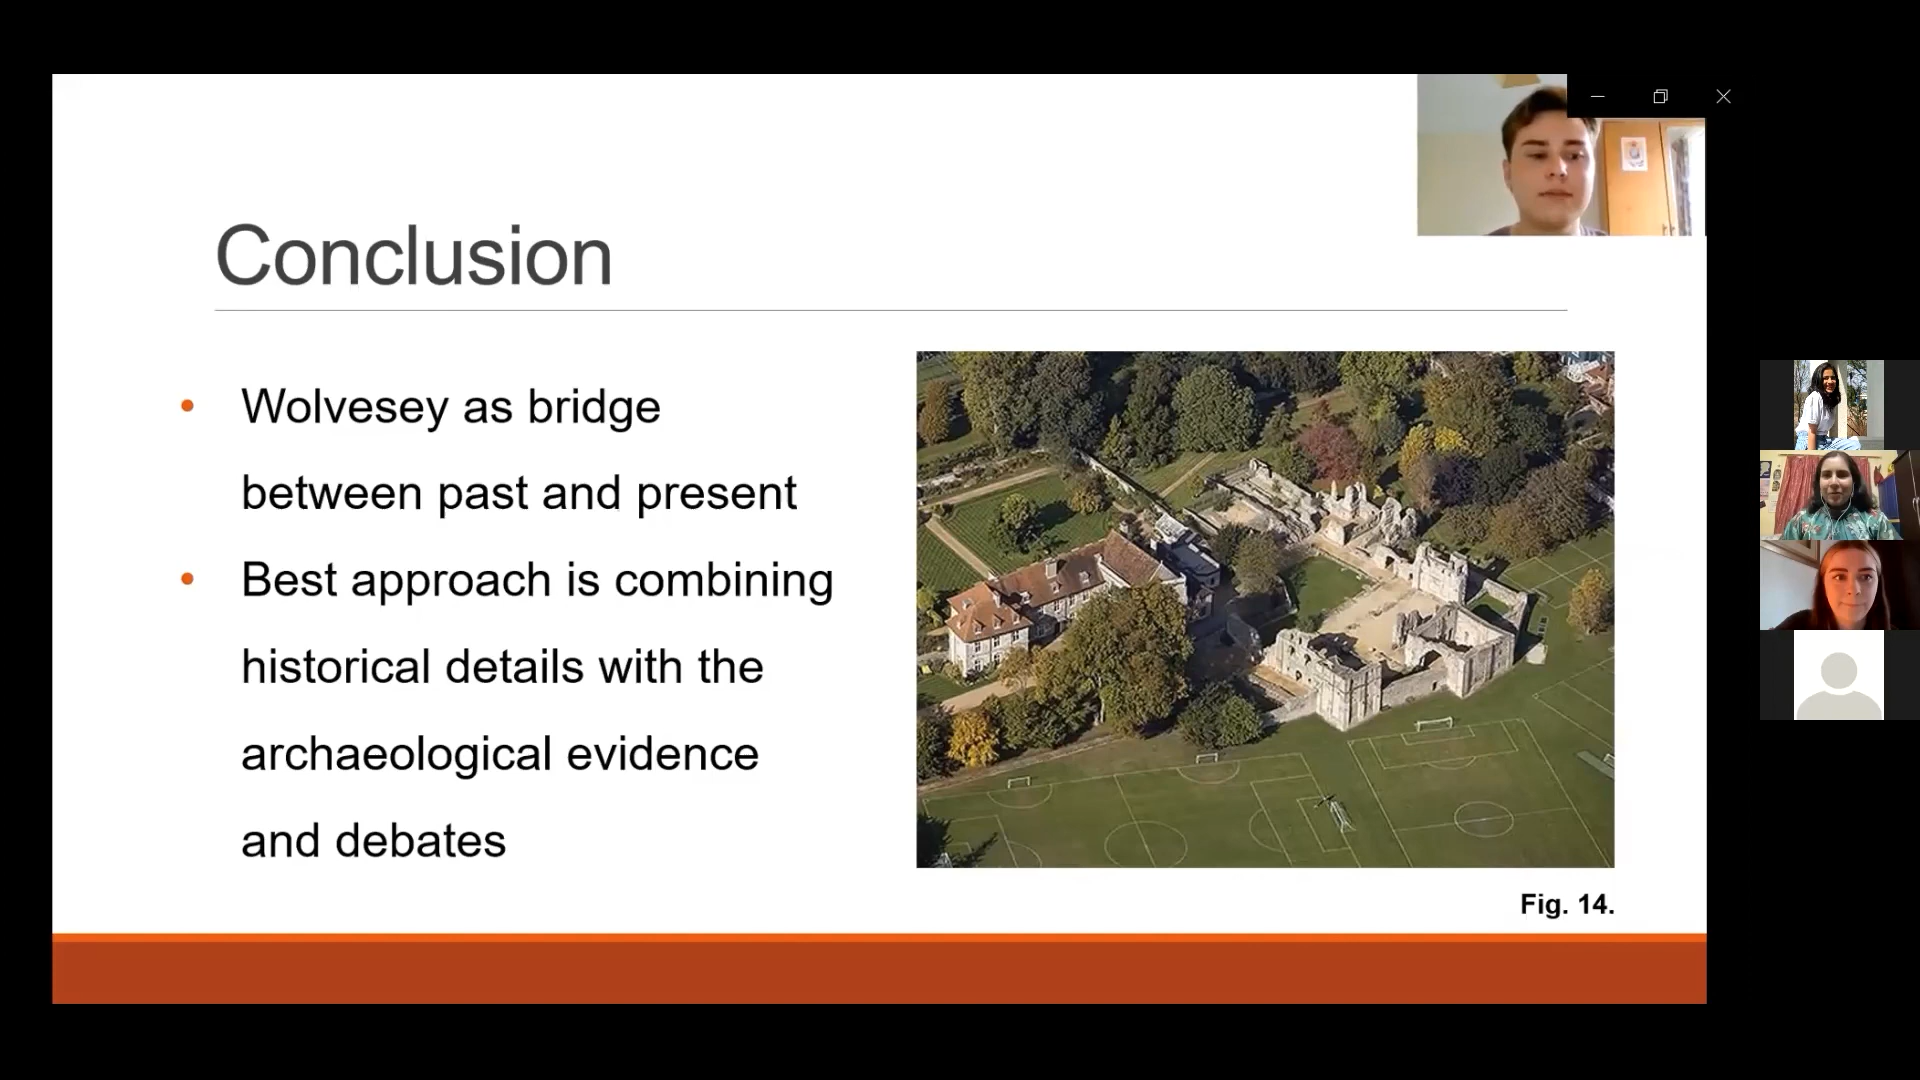 Conclusion
• Wolvesey as bridge
between past and present
• Best approach is combining
historical details with the
archaeological evidence
and debates
Fig. 14.